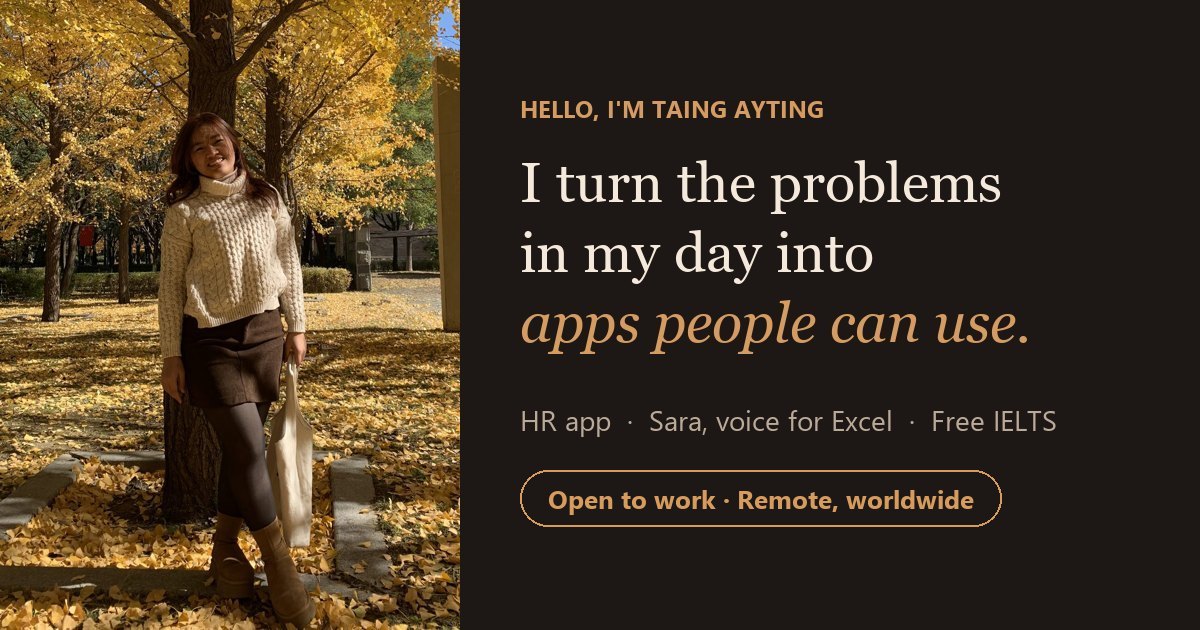 HELLO, I'M TAING AYTING
I turn the problems
in my day into
apps people can use.
HR app · Sara, voice for Excel · Free IELTS
Open to work · Remote, worldwide